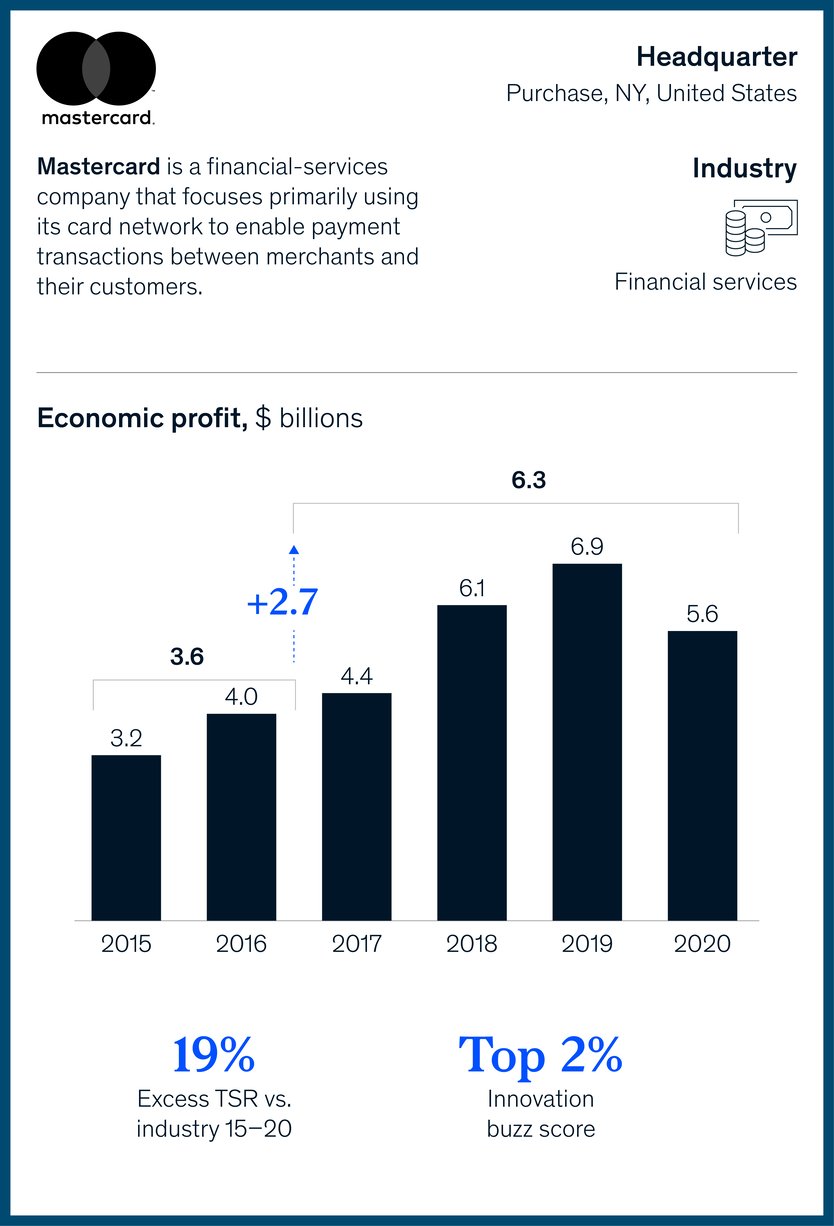 mastercard.
Headquarter
Purchase, NY, United States
Mastercard is a financial-services
company that focuses primarily using
its card network to enable payment
transactions between merchants and
their customers.
Industry
Financial services
Economic profit, $ billions
6.3
6.9
6.1
+2.7
5.6
3.6
4.4
4.0
3.2
2015
2016
2017
2018
2019
2020
19%
Excess TSR vs.
industry 15–20
Top 2%
Innovation
buzz score